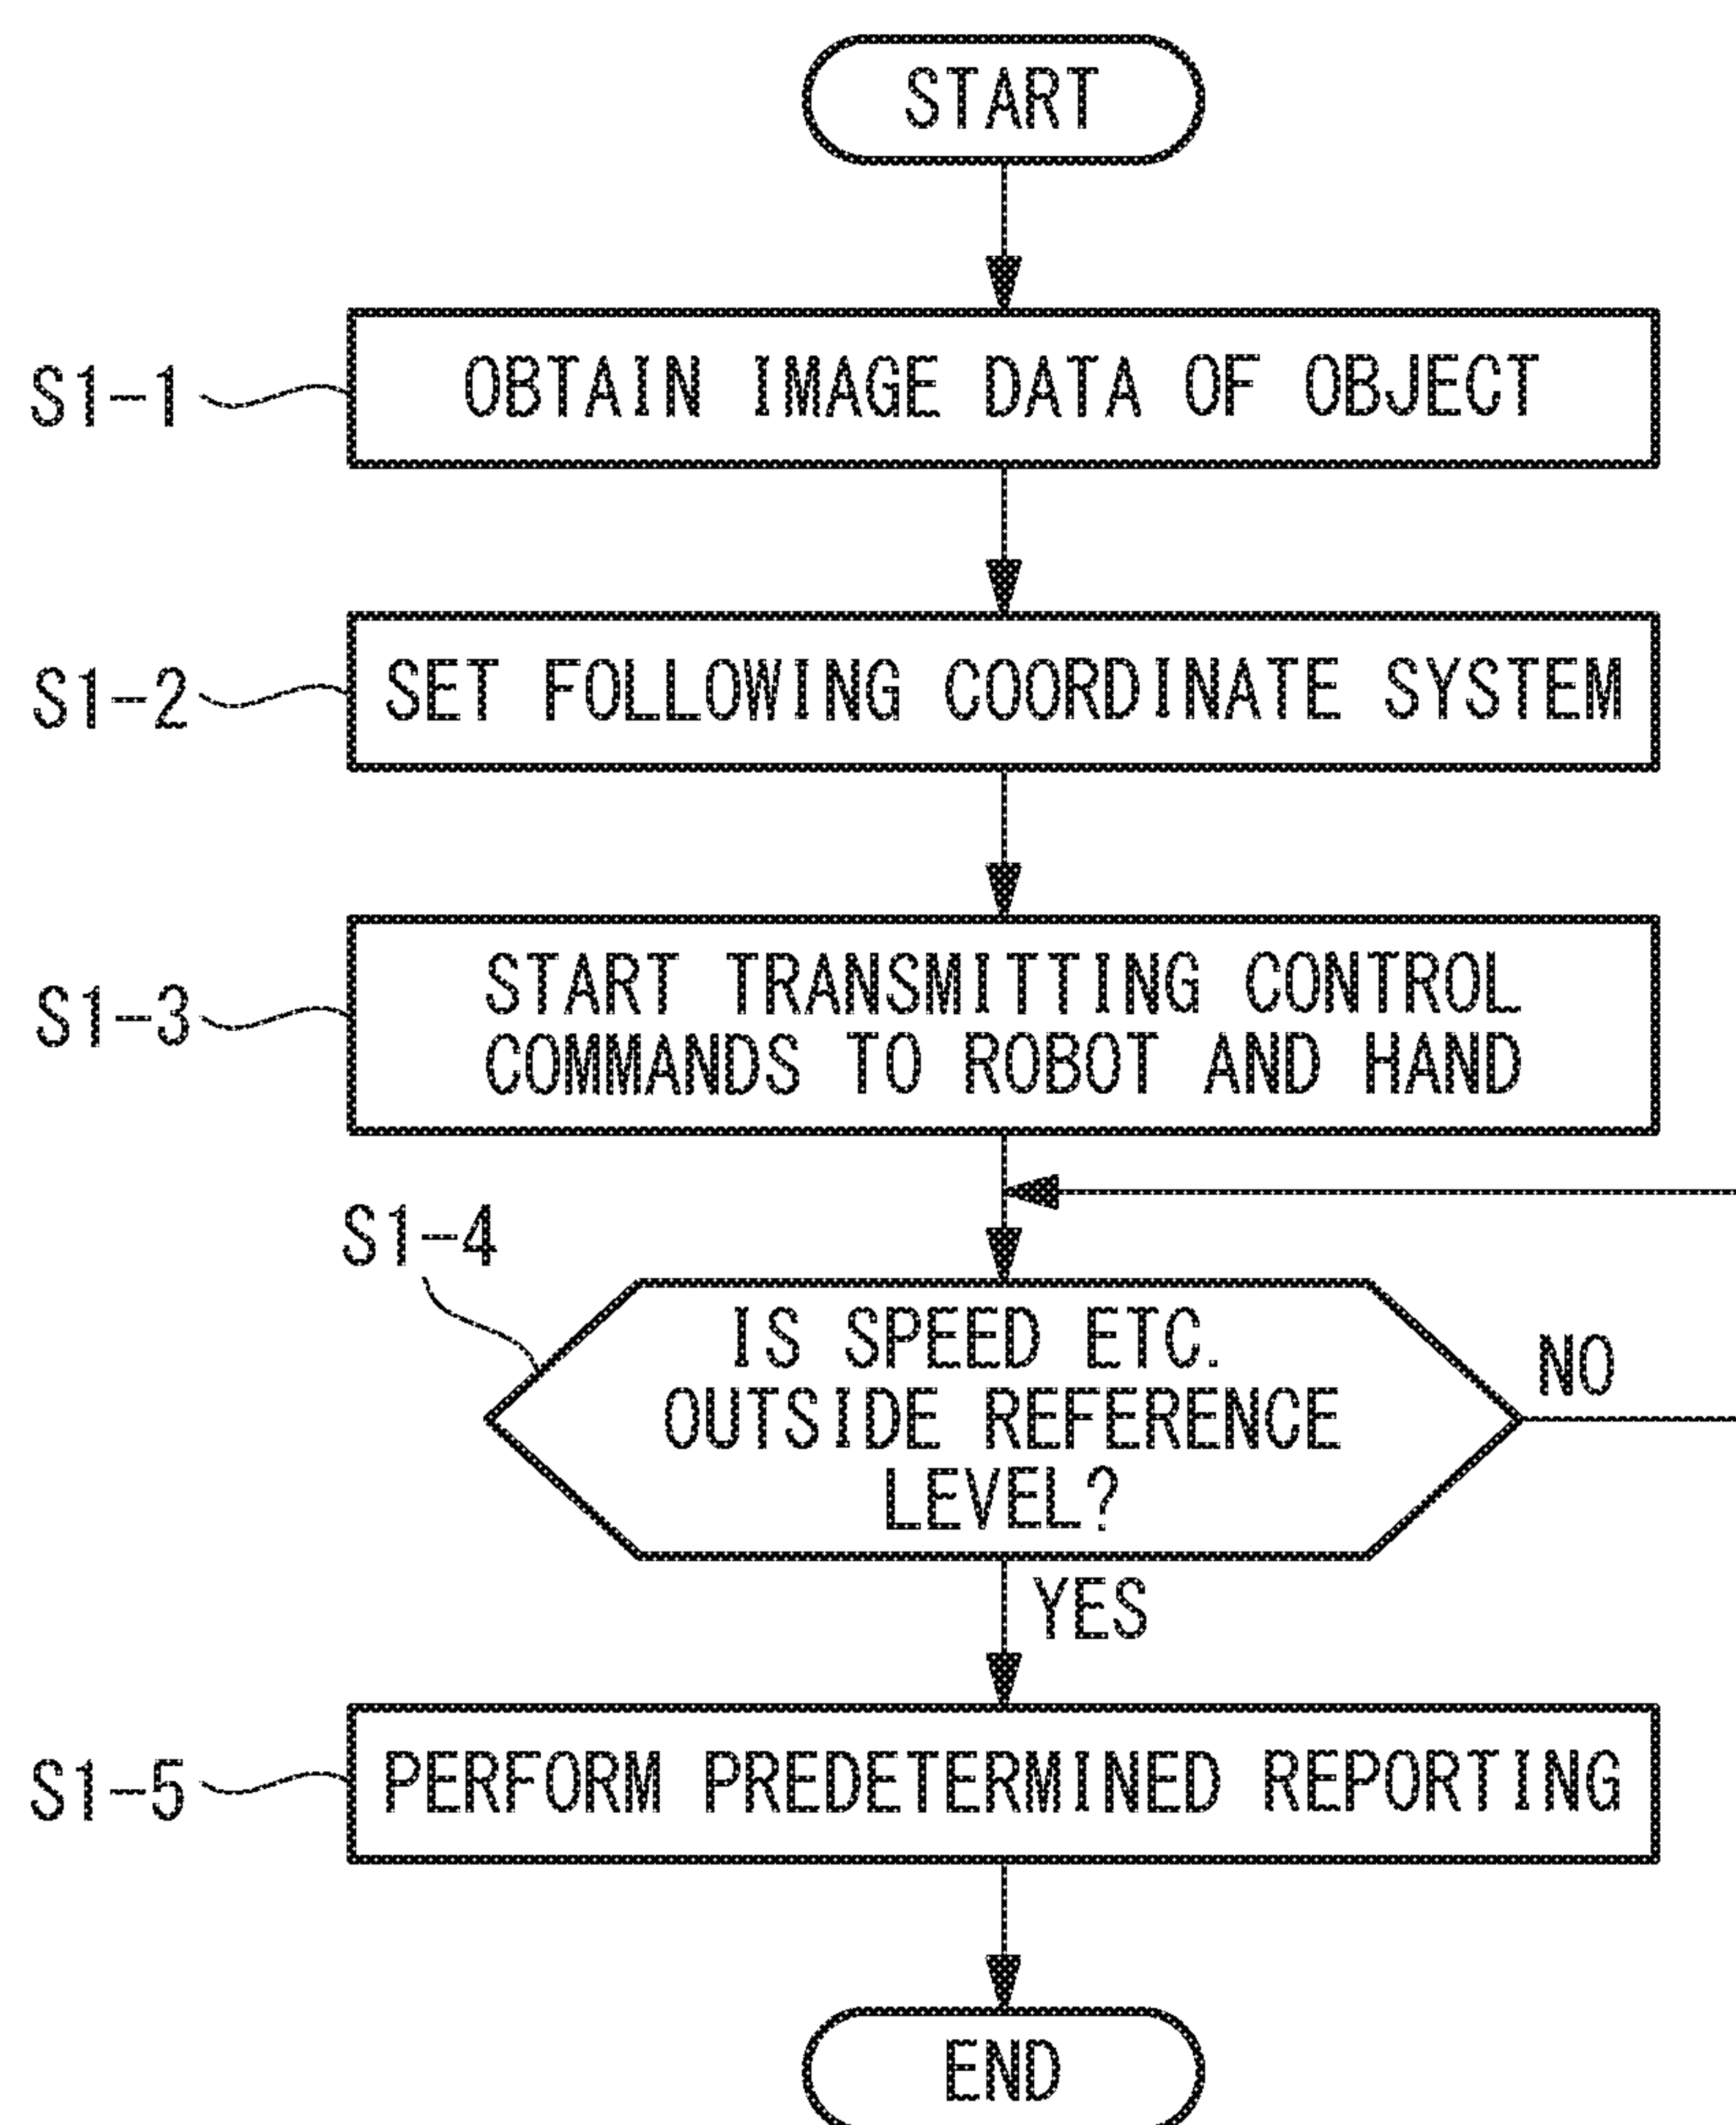 START
S1-1
OBTAIN IMAGE DATA OF OBJECT
S1-2
SET FOLLOWING COORDINATE SYSTEM
S1-3
START TRANSMITTING CONTROL
COMMANDS TO ROBOT AND HAND
S1-4
IS SPEED ETC.
OUTSIDE REFERENCE
LEVEL?
NO
YES
S1-5
PERFORM PREDETERMINED REPORTING
END